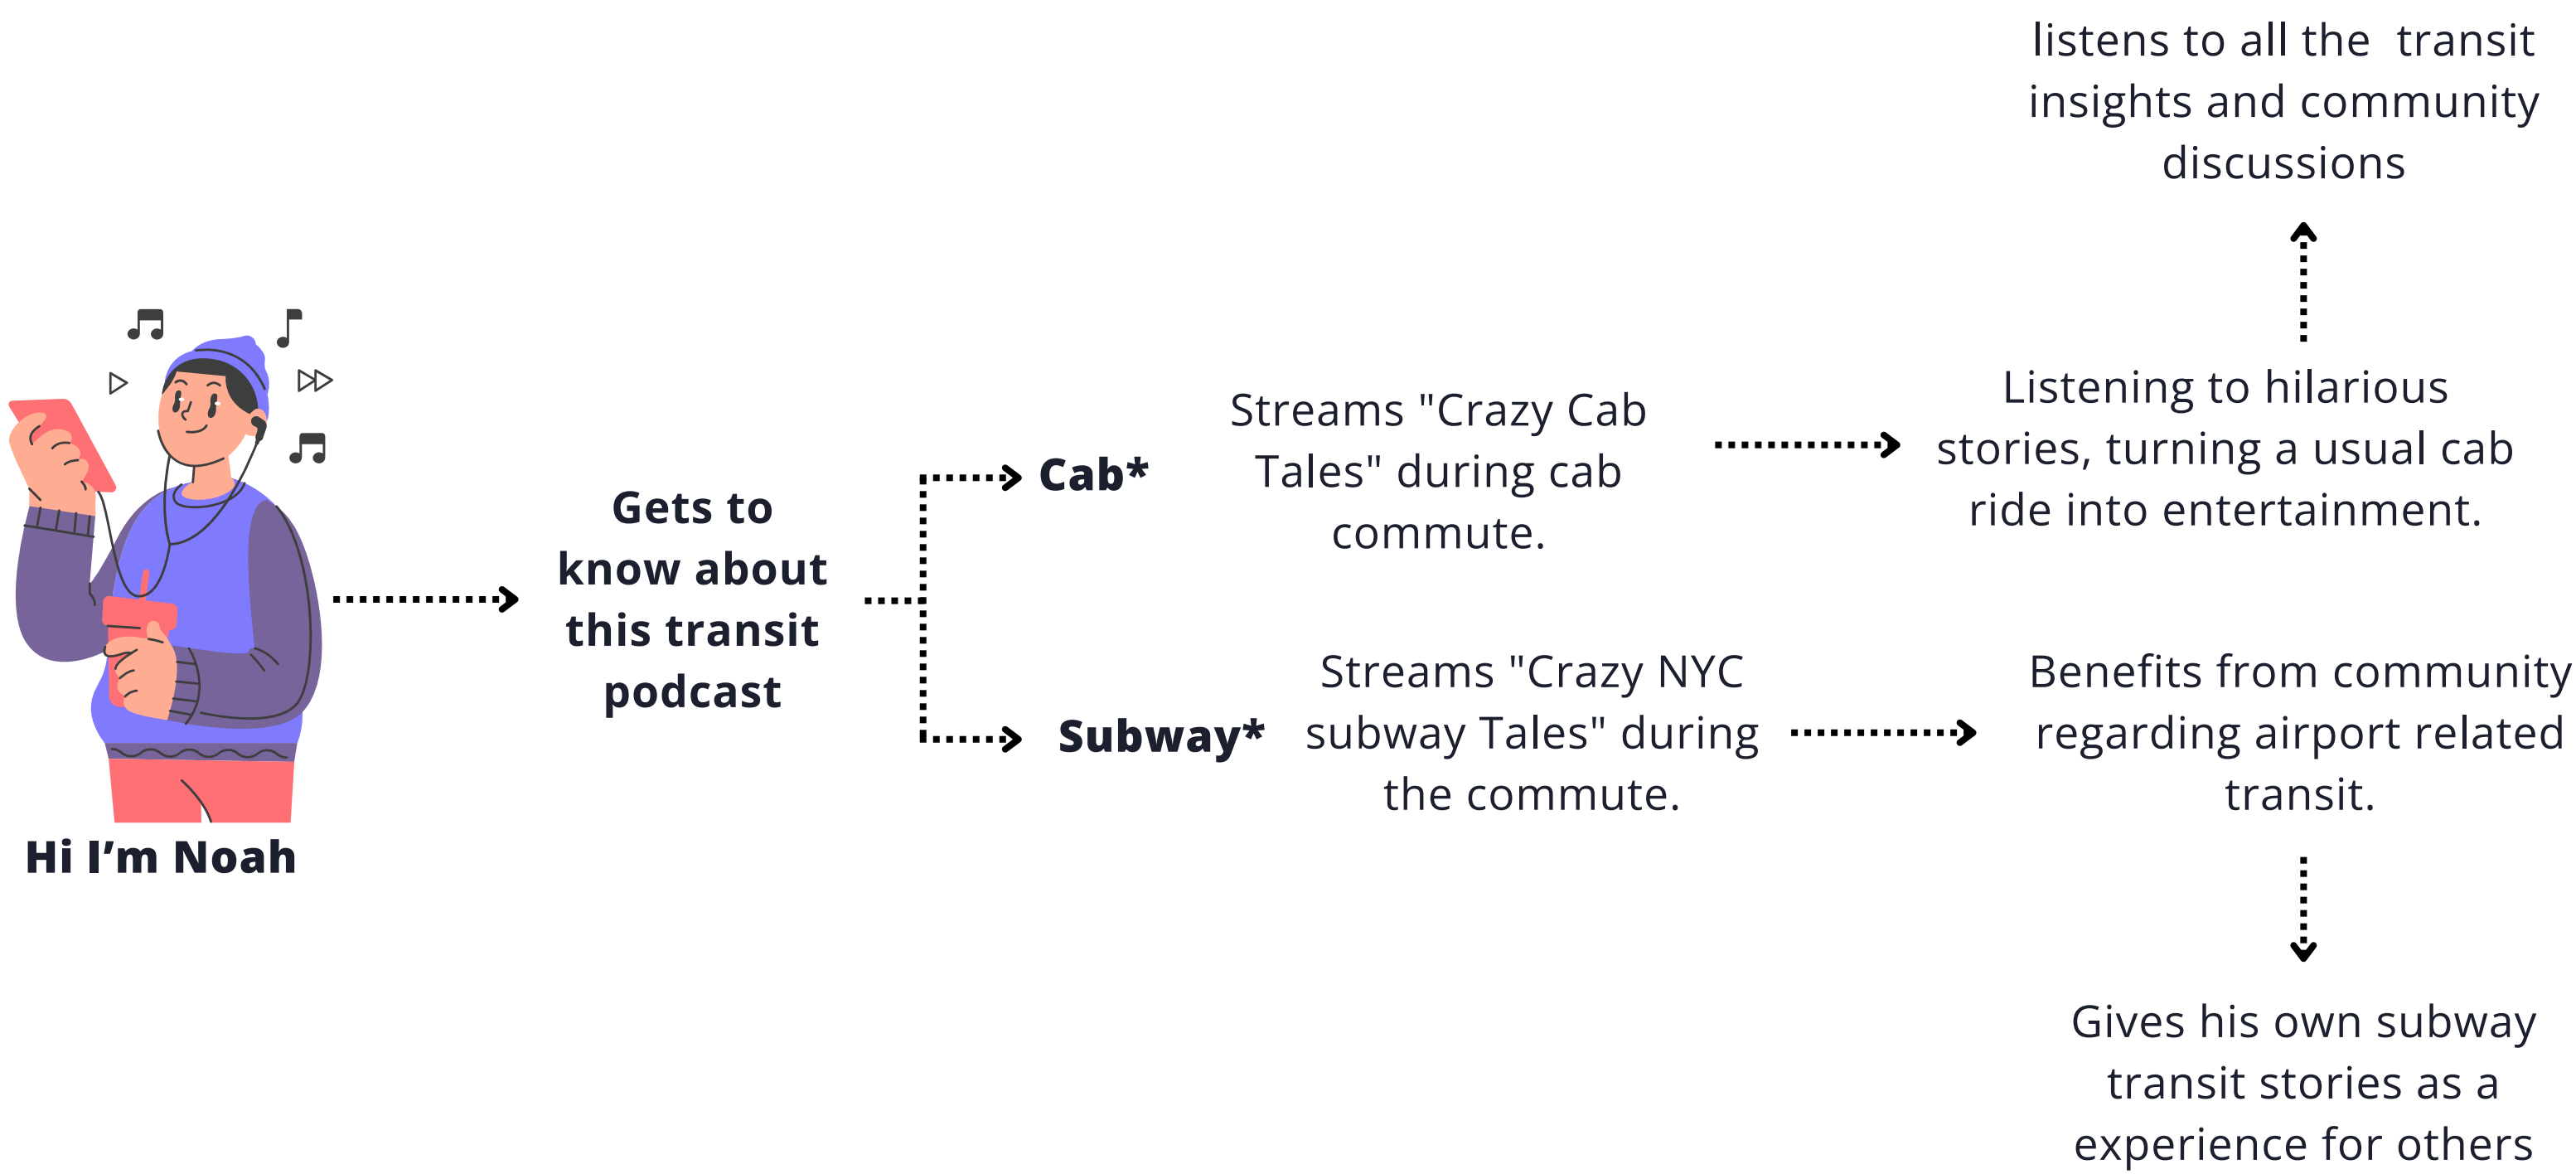 Hi I’m Noah
Gets to
know about
this transit
podcast
Cab*
Streams "Crazy Cab
Tales" during cab
commute.
Listening to hilarious
stories, turning a usual cab
ride into entertainment.
listens to all the  transit
insights and community
discussions
Subway*
Streams "Crazy NYC
subway Tales" during
the commute.
Benefits from community
regarding airport related
transit.
Gives his own subway
transit stories as a
experience for others